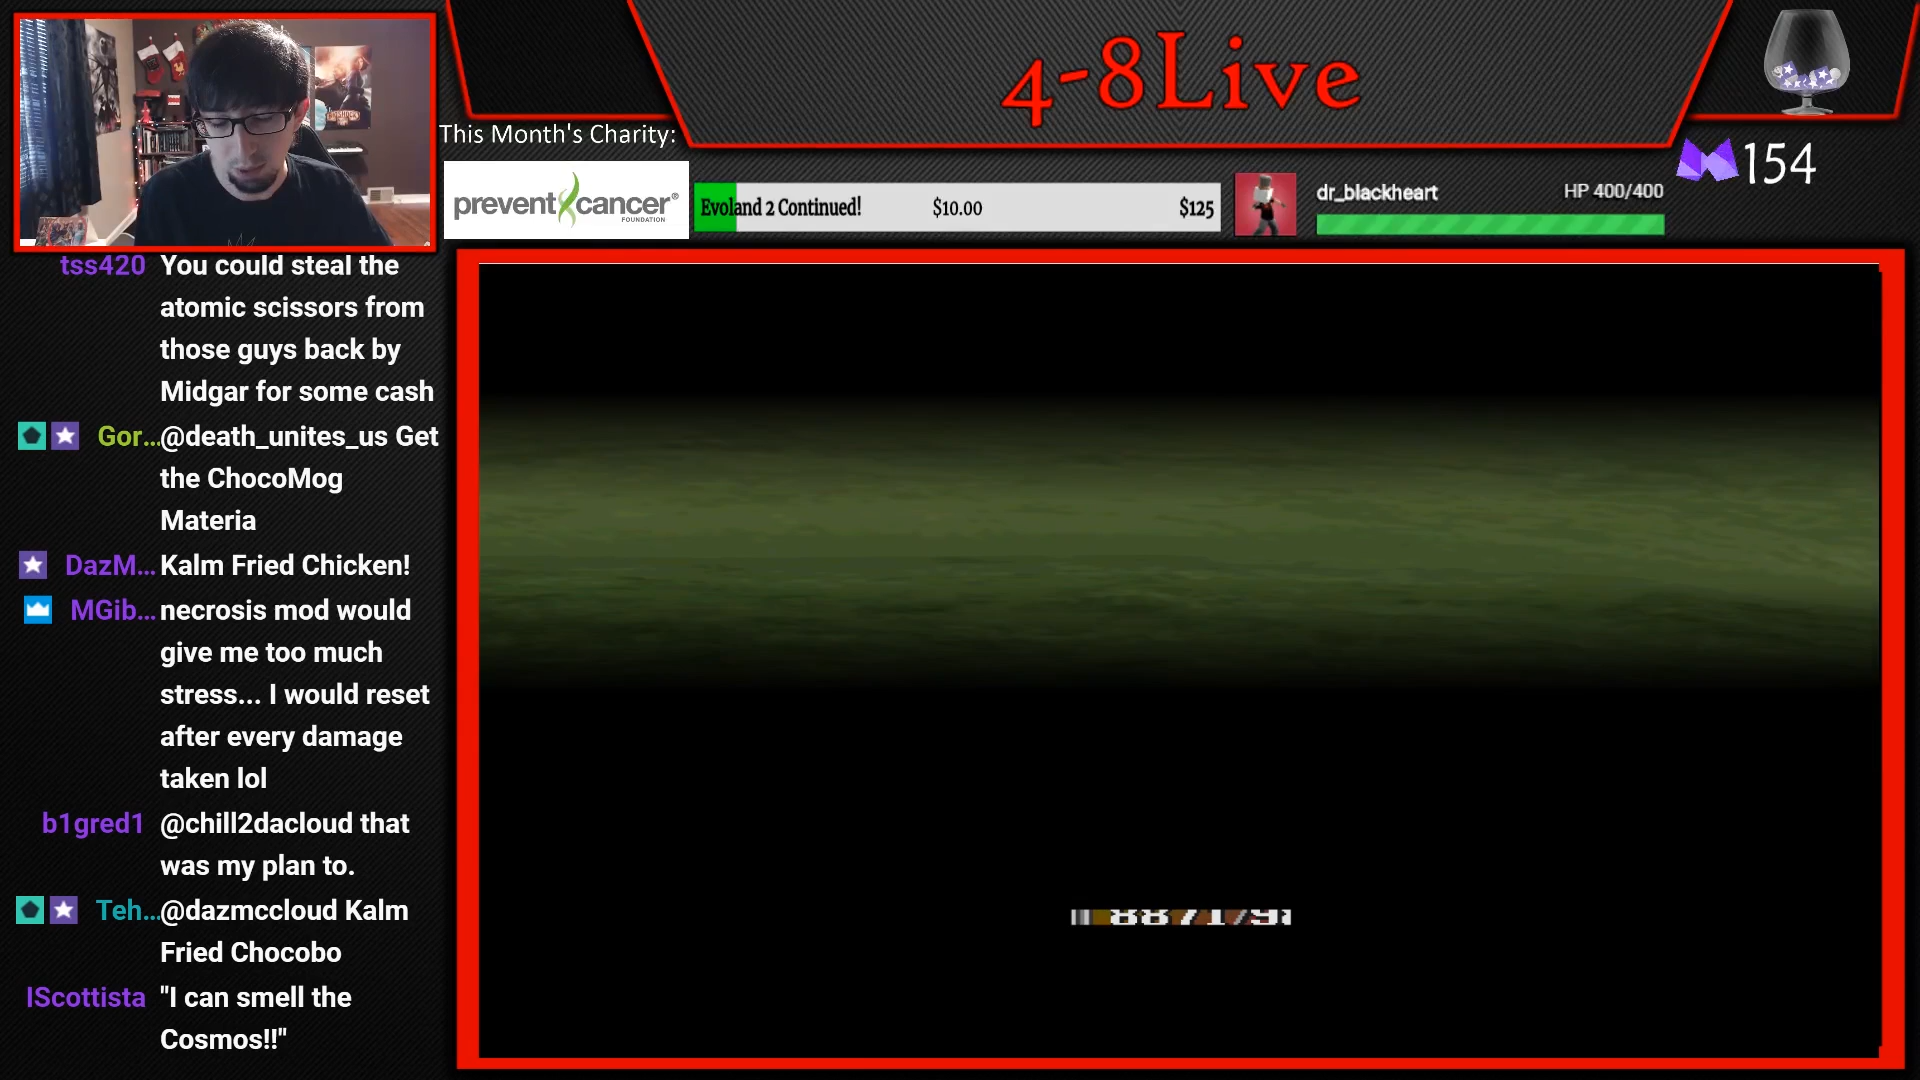 4-8Live
This Month's Charity:
prevent cancer®
FOUNDATION
Evoland 2 Continued! $10.00 $125
dr_blackheart HP 400/400
154
tss420 You could steal the
atomic scissors from
those guys back by
Midgar for some cash
Gor... @death_unites_us Get
the ChocoMog
Materia
DazM... Kalm Fried Chicken!
MGib... necrosis mod would
give me too much
stress... I would reset
after every damage
taken lol
b1gred1 @chill2dacloud that
was my plan to.
Teh... @dazmccloud Kalm
Fried Chocobo
IScottista "I can smell the
Cosmos!!"